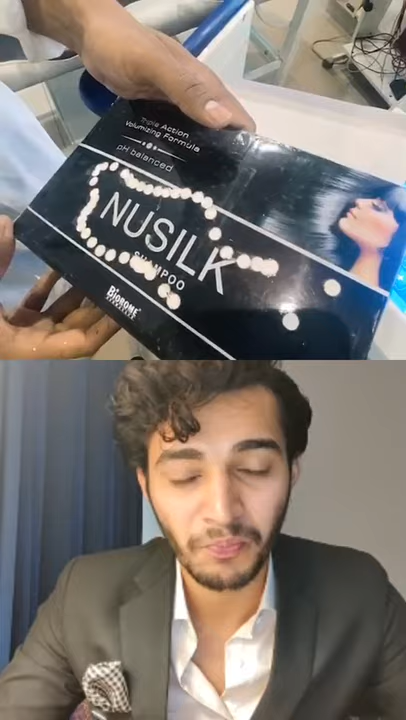 Triple Action
Volumizing Formula
pH balanced
NUSILK
SHAMPOO
BIOROME